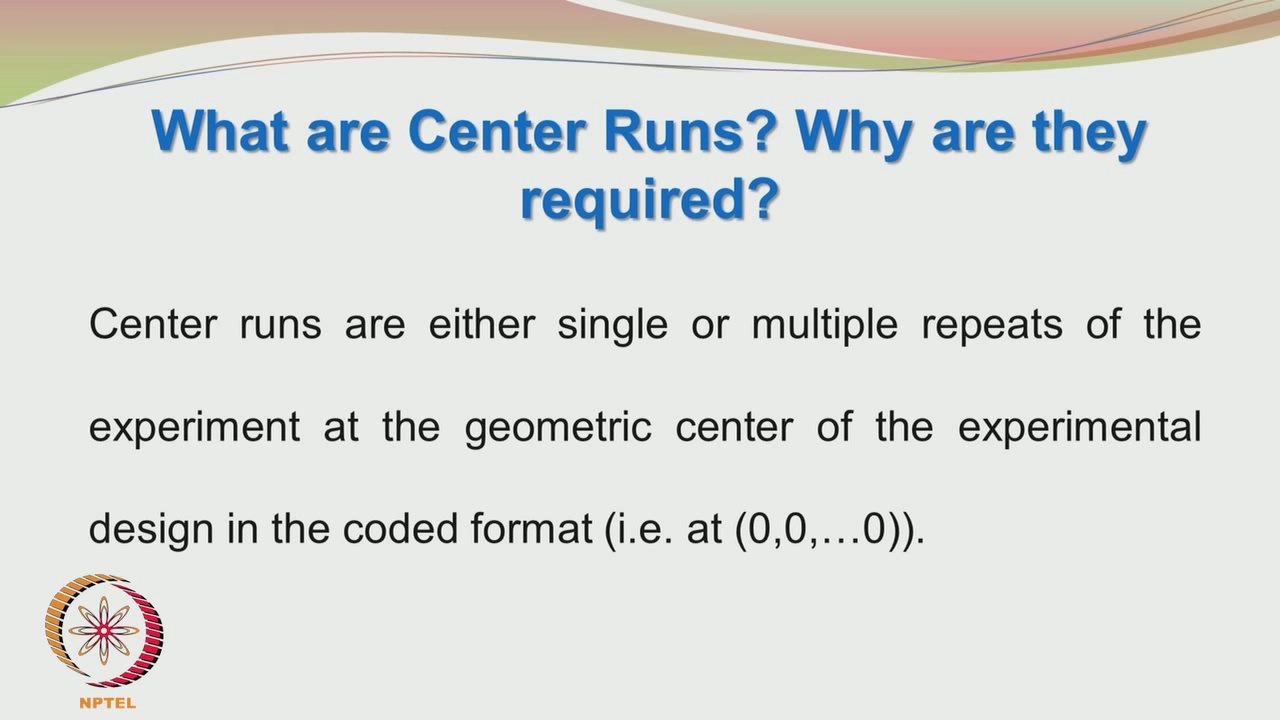 What are Center Runs? Why are they
required?
Center runs are either single or multiple repeats of the
experiment at the geometric center of the experimental
design in the coded format (i.e. at (0,0,…0)).
NPTEL